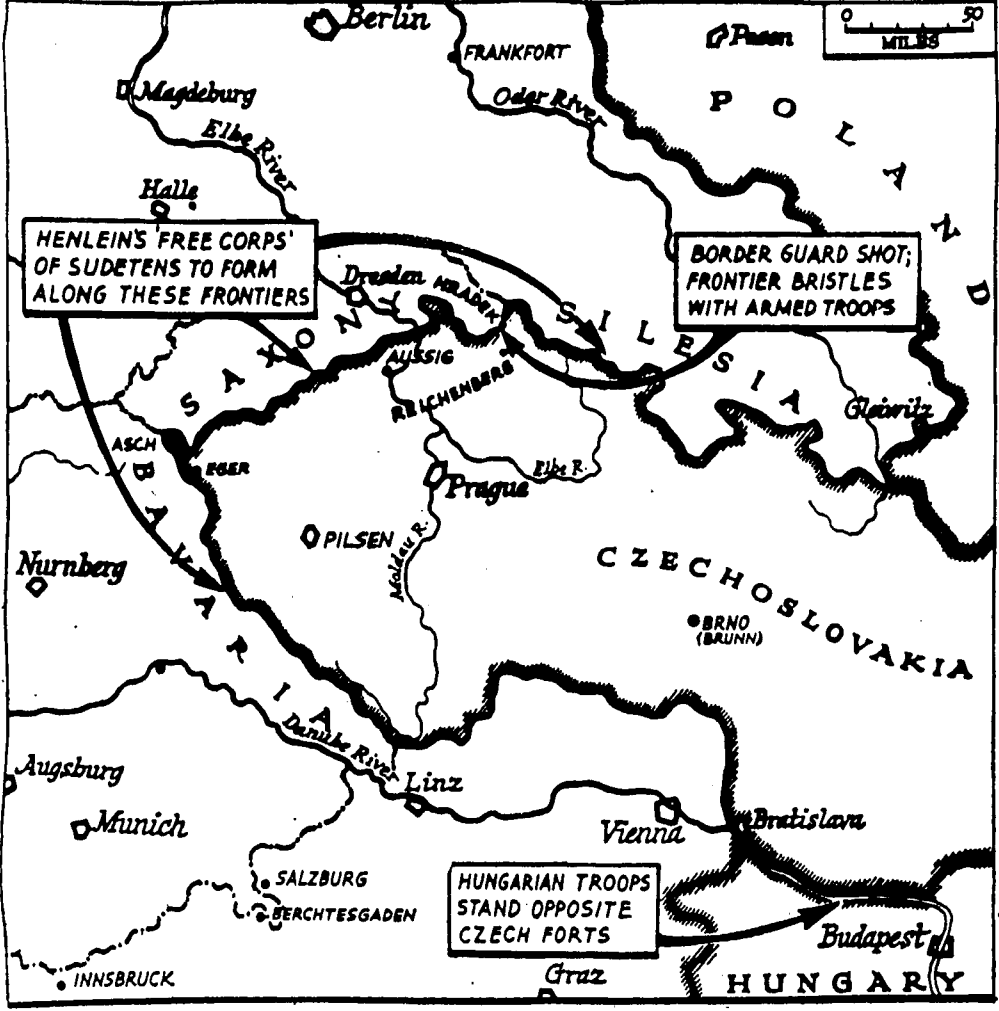 Berlin
0 50
MILES
FRANKFORT
Posen
Magdeburg
Oder River
POLAND
Elbe River
Halle
HENLEIN'S 'FREE CORPS'
OF SUDETENS TO FORM
ALONG THESE FRONTIERS
BORDER GUARD SHOT;
FRONTIER BRISTLES
WITH ARMED TROOPS
Dresden
HRADEK
SILESIA
SAXON
Y
AUSSIG
REICHENBERG
Gleiwitz
ASCH
EGER
Elbe R.
Prague
BAVARIA
PILSEN
Moldau R.
CZECHOSLOVAKIA
Nurnberg
BRNO
(BRUNN)
Danube River
Augsburg
Linz
Munich
Vienna
Bratislava
SALZBURG
BERCHTESGADEN
HUNGARIAN TROOPS
STAND OPPOSITE
CZECH FORTS
Budapest
INNSBRUCK
Graz
HUNGARY